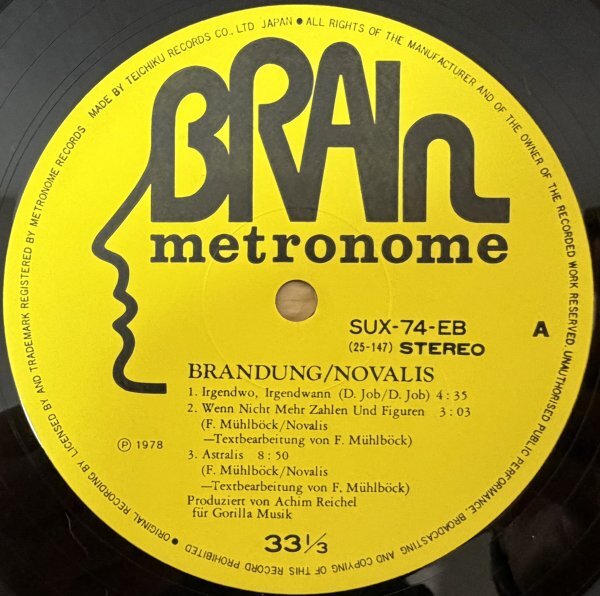 MADE BY TEICHIKU RECORDS CO., LTD JAPAN ● ALL RIGHTS OF THE MANUFACTURER AND OF THE OWNER OF THE RECORDED WORK RESERVED. UNAUTHORISED PUBLIC PERFORMANCE, BROADCASTING AND COPYING OF THIS RECORD PROHIBITED ● ORIGINAL RECORDING BY LICENSED BY AND TRADEMARK REGISTERED BY METRONOME RECORDS
BRAIn
metronome
SUX-74-EB
A
(25-147) STEREO
BRANDUNG/NOVALIS
1. Irgendwo, Irgendwann (D. Job/D. Job) 4:35
2. Wenn Nicht Mehr Zahlen Und Figuren 3:03
(F. Mühlböck/Novalis
—Textbearbeitung von F. Mühlböck)
Ⓟ 1978
3. Astralis 8:50
(F. Mühlböck/Novalis
—Textbearbeitung von F. Mühlböck)
Produziert von Achim Reichel
für Gorilla Musik
33 1/3